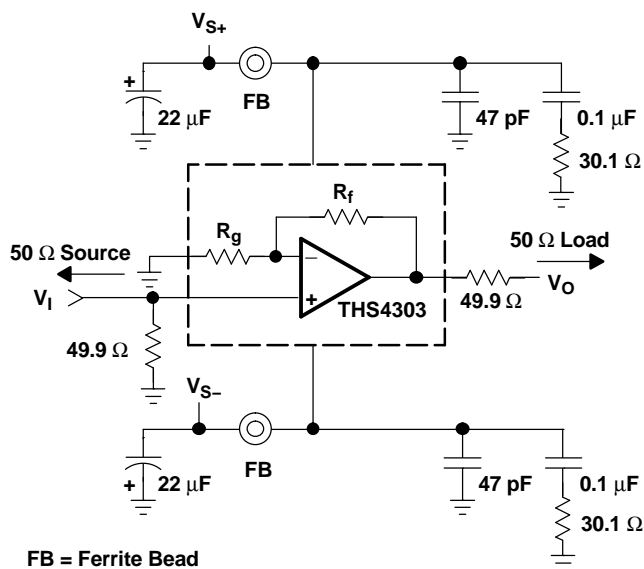 VS+
+
22 µF
FB
47 pF
0.1 µF
30.1 Ω
Rf
Rg
50 Ω Source
50 Ω Load
−
+
VI
THS4303
VO
49.9 Ω
49.9 Ω
VS−
FB
+
22 µF
47 pF
0.1 µF
30.1 Ω
FB = Ferrite Bead